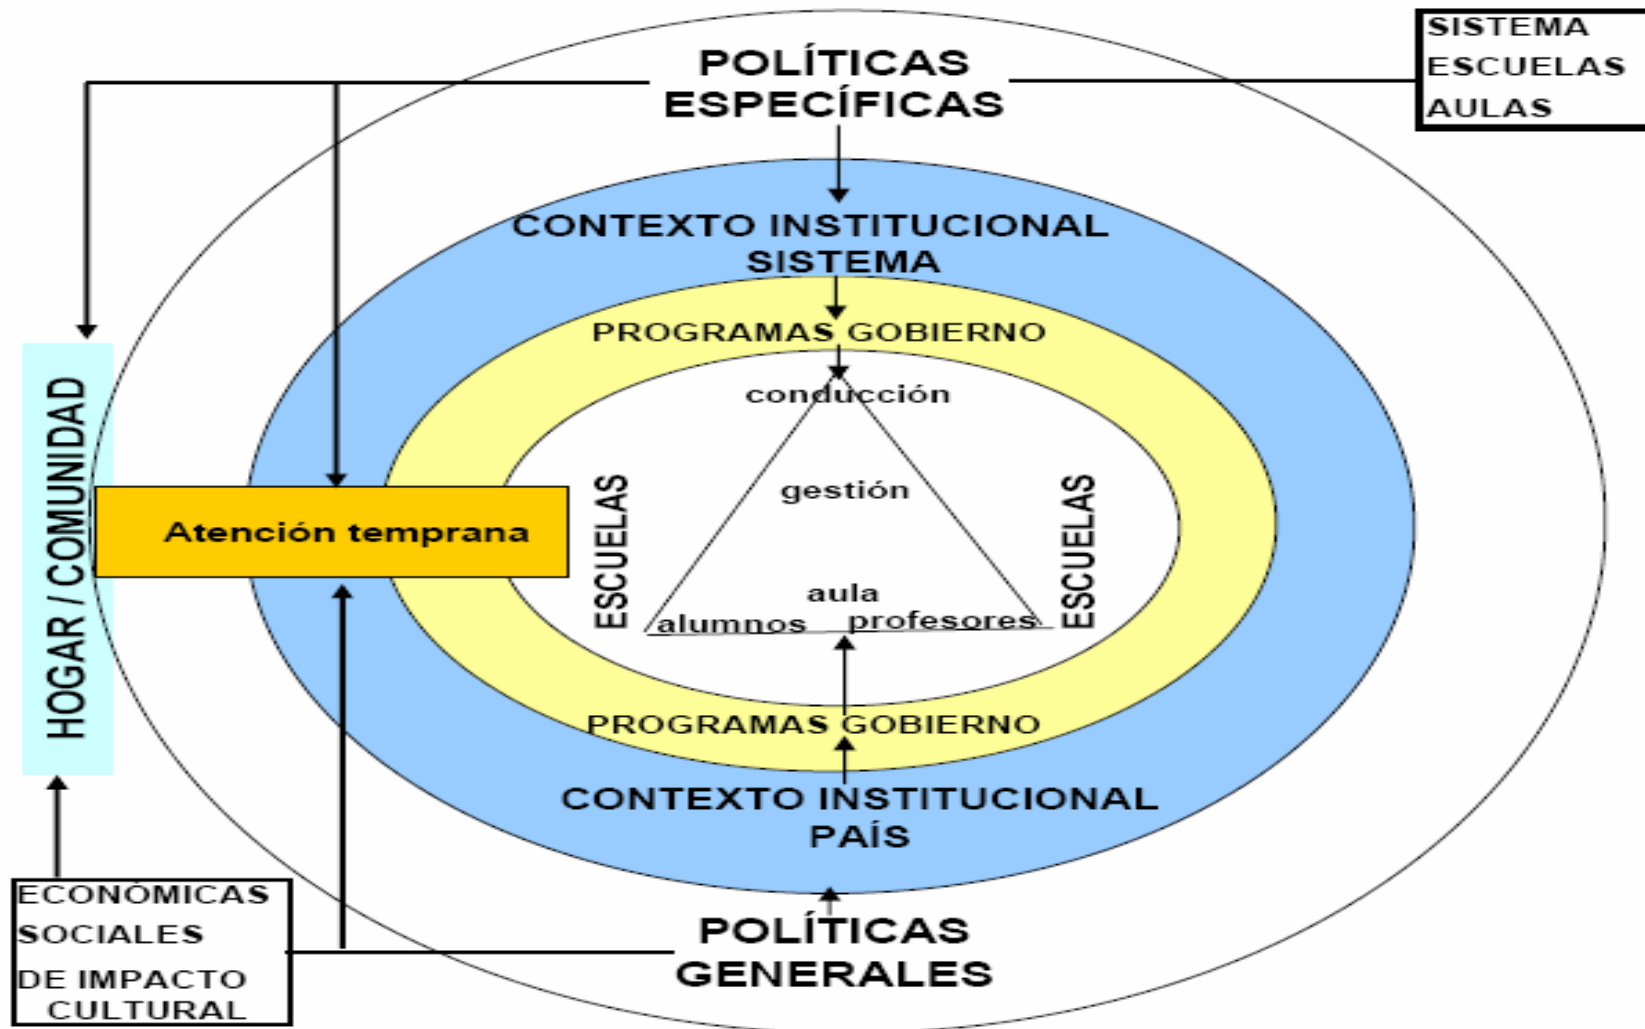 POLÍTICAS
ESPECÍFICAS
SISTEMA
ESCUELAS
AULAS
CONTEXTO INSTITUCIONAL
SISTEMA
PROGRAMAS GOBIERNO
conducción
gestión
aula
alumnos profesores
ESCUELAS
ESCUELAS
HOGAR / COMUNIDAD
Atención temprana
PROGRAMAS GOBIERNO
CONTEXTO INSTITUCIONAL
PAÍS
POLÍTICAS
GENERALES
ECONÓMICAS
SOCIALES
DE IMPACTO
CULTURAL